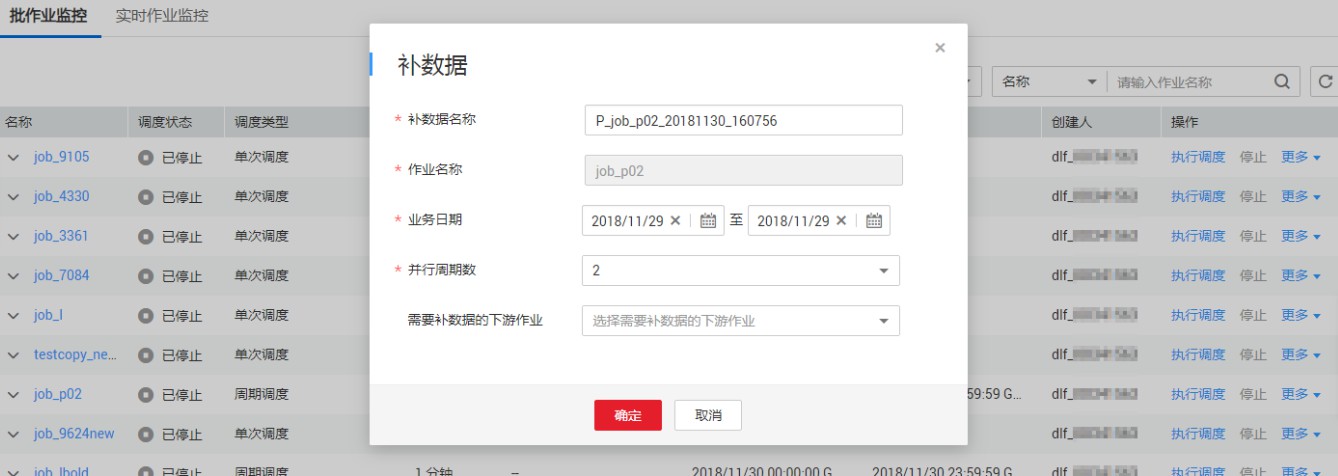 批作业监控 实时作业监控
名称 请输入作业名称
名称 调度状态 调度类型 创建人 操作
job_9105 已停止 单次调度 dlf_ 执行调度 停止 更多
job_4330 已停止 单次调度 dlf_ 执行调度 停止 更多
job_3361 已停止 单次调度 dlf_ 执行调度 停止 更多
job_7084 已停止 单次调度 dlf_ 执行调度 停止 更多
job_l 已停止 单次调度 dlf_ 执行调度 停止 更多
testcopy_ne... 已停止 单次调度 dlf_ 执行调度 停止 更多
job_p02 已停止 周期调度 59:59 G... dlf_ 执行调度 停止 更多
job_9624new 已停止 单次调度 dlf_ 执行调度 停止 更多
job_lbold 已停止 周期调度 1 分钟 -- 2018/11/30 00:00:00 G 2018/11/30 23:59:59 G dlf_ 执行调度 停止 更多
补数据
* 补数据名称 P_job_p02_20181130_160756
* 作业名称 job_p02
* 业务日期 2018/11/29 至 2018/11/29
* 并行周期数 2
需要补数据的下游作业 选择需要补数据的下游作业
确定 取消